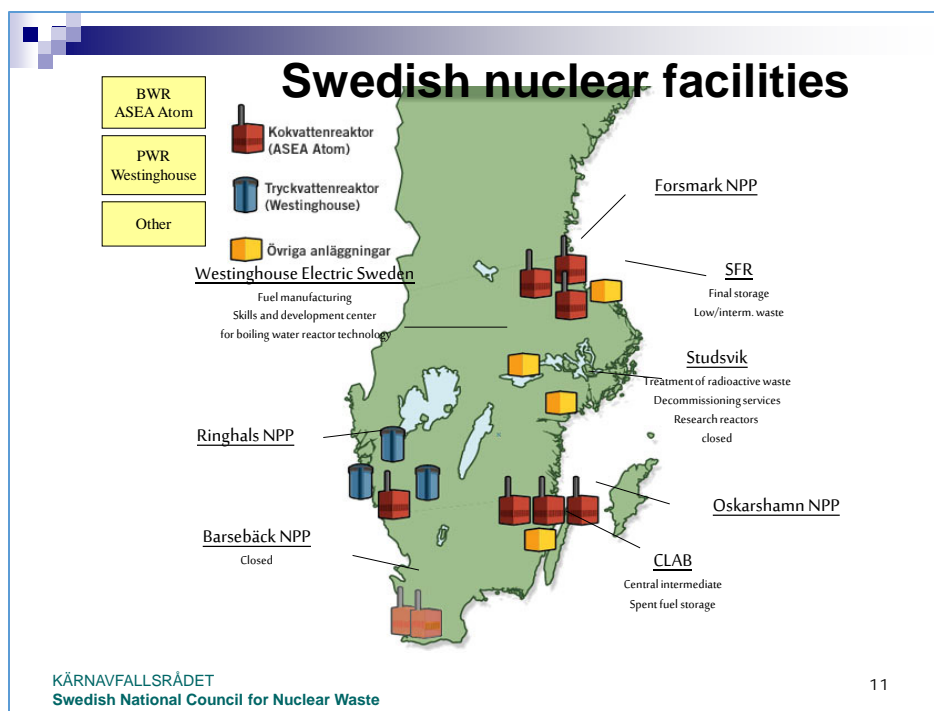 Swedish nuclear facilities
BWR
ASEA Atom
PWR
Westinghouse
Other
Kokvattenreaktor
(ASEA Atom)
Tryckvattenreaktor
(Westinghouse)
Övriga anläggningar
Westinghouse Electric Sweden
Fuel manufacturing
Skills and development center
for boiling water reactor technology
Forsmark NPP
SFR
Final storage
Low/interm. waste
Studsvik
Treatment of radioactive waste
Decommissioning services
Research reactors
closed
Ringhals NPP
Oskarshamn NPP
Barsebäck NPP
Closed
CLAB
Central intermediate
Spent fuel storage
KÄRNAVFALLSRÅDET
Swedish National Council for Nuclear Waste
11